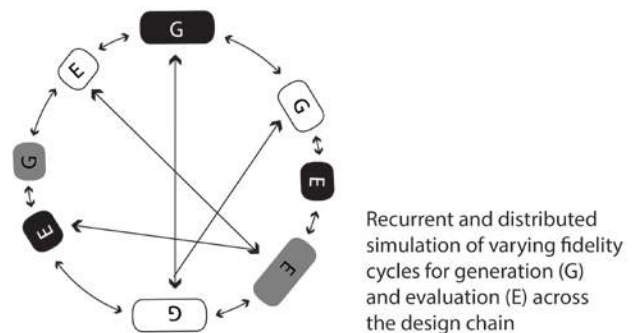 G
G
E
E
G
E
G
E
Recurrent and distributed
simulation of varying fidelity
cycles for generation (G)
and evaluation (E) across
the design chain